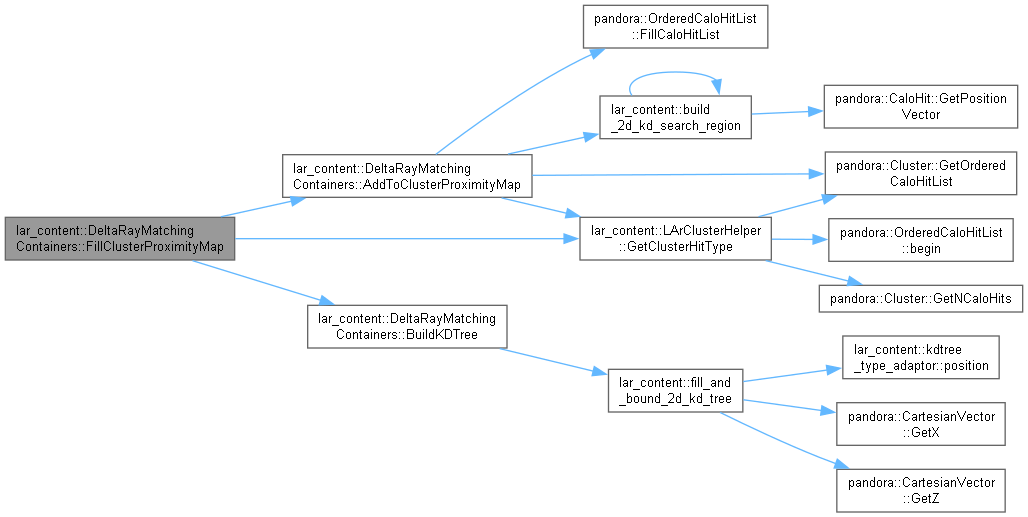 pandora::OrderedCaloHitList
::FillCaloHitList
lar_content::build
_2d_kd_search_region
pandora::CaloHit::GetPosition
Vector
lar_content::DeltaRayMatching
Containers::AddToClusterProximityMap
pandora::Cluster::GetOrdered
CaloHitList
lar_content::DeltaRayMatching
Containers::FillClusterProximityMap
lar_content::LArClusterHelper
::GetClusterHitType
pandora::OrderedCaloHitList
::begin
pandora::Cluster::GetNCaloHits
lar_content::DeltaRayMatching
Containers::BuildKDTree
lar_content::kdtree
_type_adaptor::position
lar_content::fill_and
_bound_2d_kd_tree
pandora::CartesianVector
::GetX
pandora::CartesianVector
::GetZ